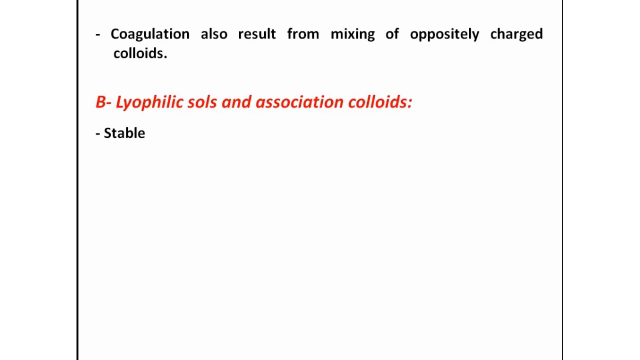 - Coagulation also result from mixing of oppositely charged
colloids.
B- Lyophilic sols and association colloids:
- Stable